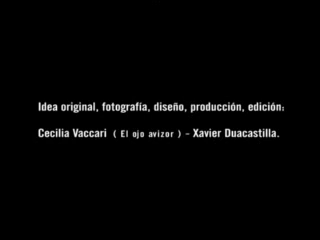 Idea original, fotografía, diseño, producción, edición:
Cecilia Vaccari ( El ojo avizor ) - Xavier Duacastilla.